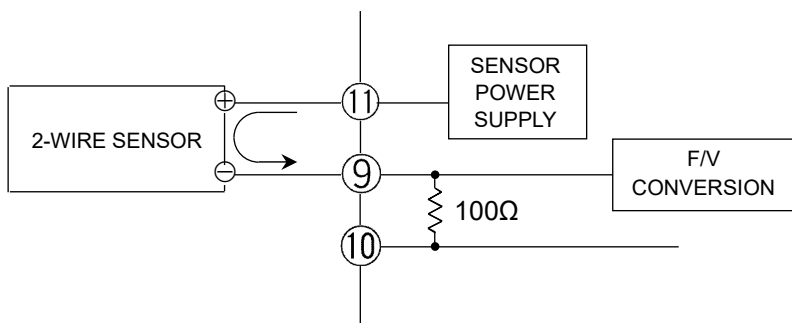 2-WIRE SENSOR
+
−
11
9
10
SENSOR
POWER
SUPPLY
100Ω
F/V
CONVERSION